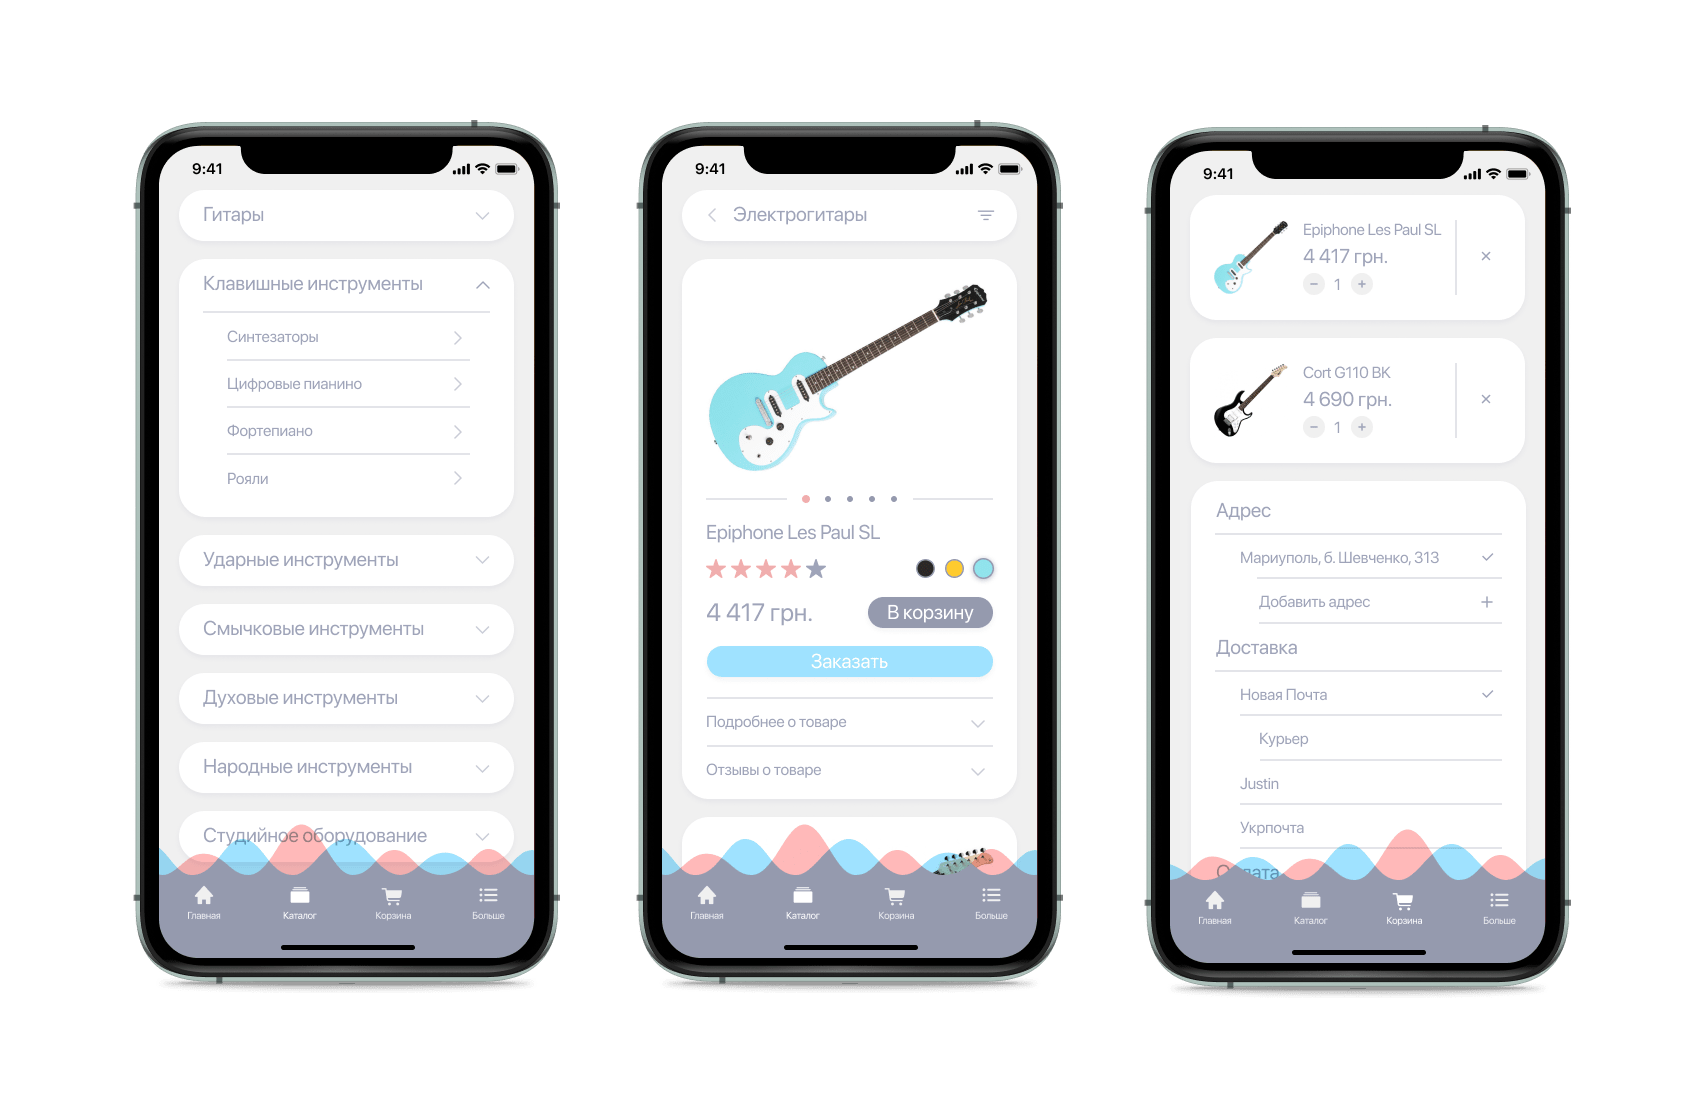 9:41
Гитары
Клавишные инструменты
Синтезаторы
Цифровые пианино
Фортепиано
Рояли
Ударные инструменты
Смычковые инструменты
Духовые инструменты
Народные инструменты
Студийное оборудование
Главная
Каталог
Корзина
Больше
9:41
Электрогитары
Epiphone Les Paul SL
4 417 грн.
В корзину
Заказать
Подробнее о товаре
Отзывы о товаре
Главная
Каталог
Корзина
Больше
9:41
Epiphone Les Paul SL
4 417 грн.
− 1 +
Cort G110 BK
4 690 грн.
− 1 +
Адрес
Мариуполь, б. Шевченко, 313
Добавить адрес
Доставка
Новая Почта
Курьер
Justin
Укрпочта
Оплата
Главная
Каталог
Корзина
Больше